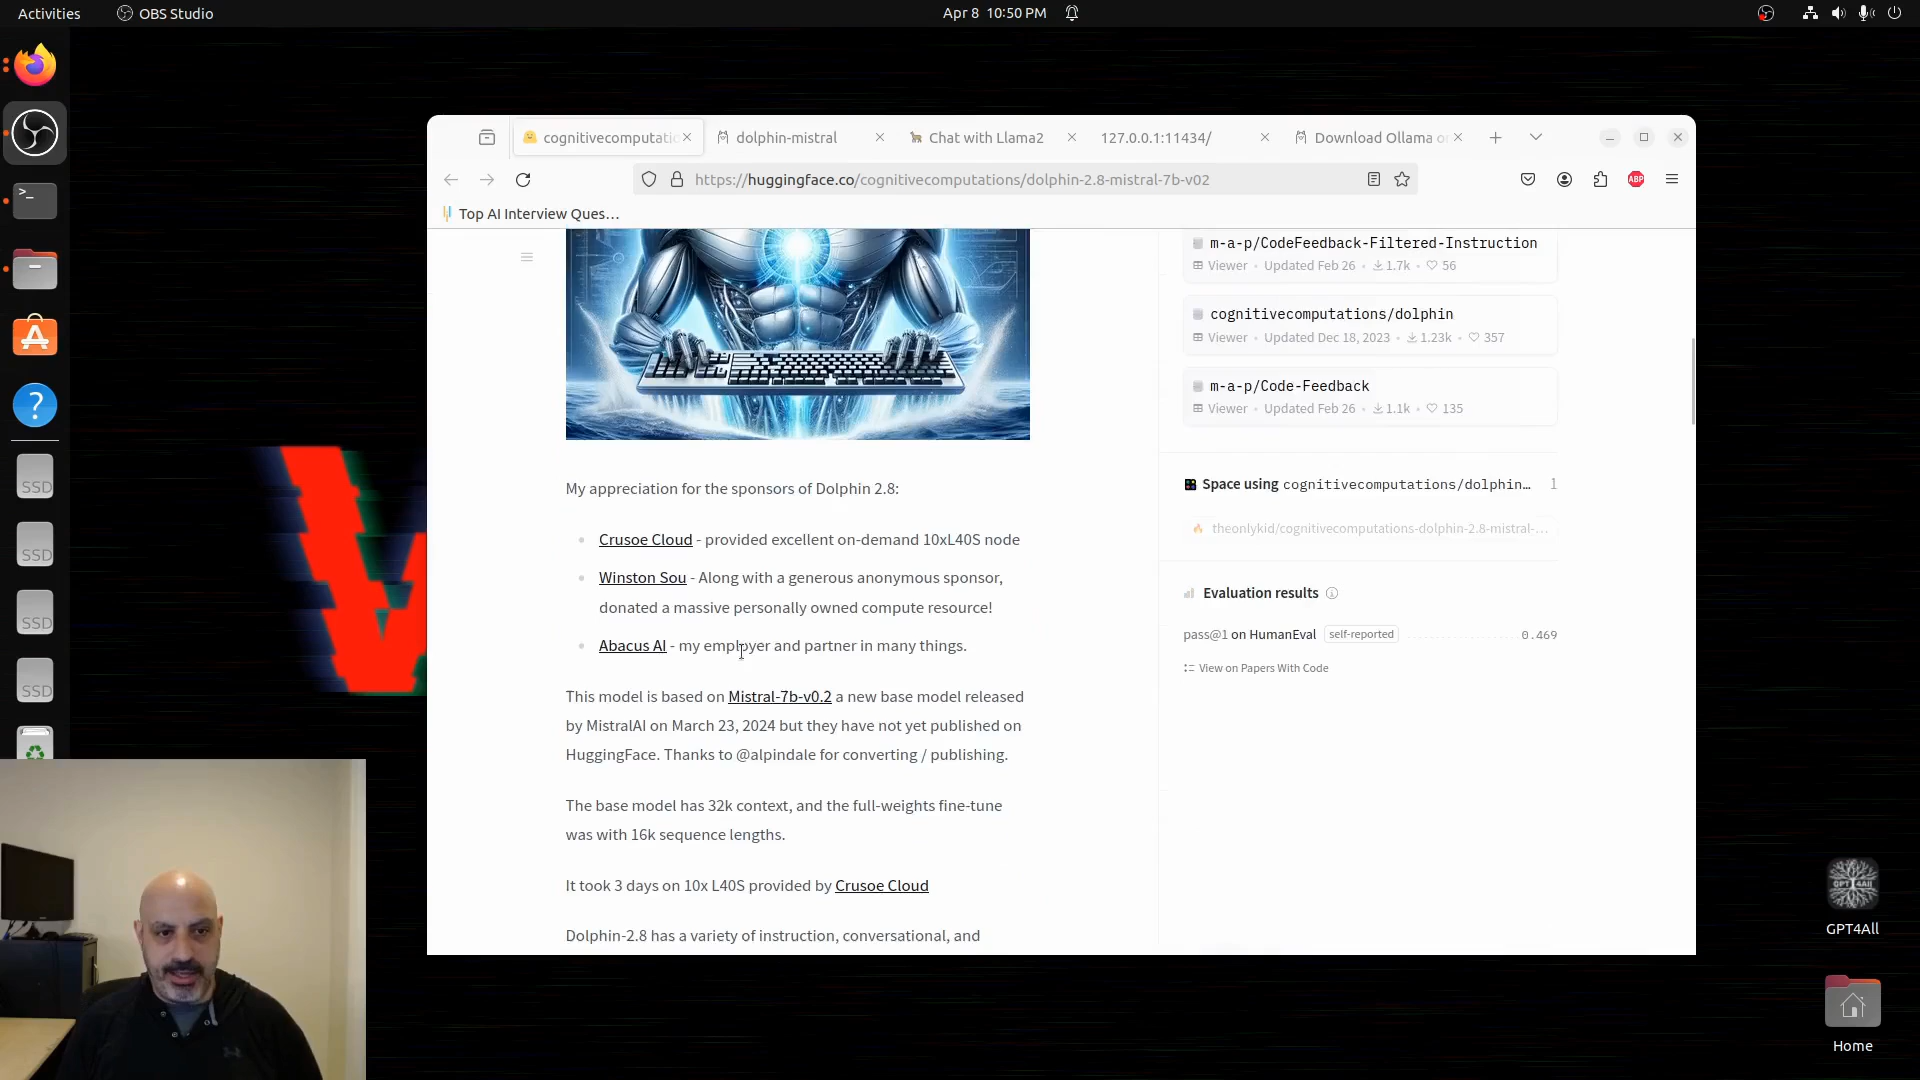 Activities
OBS Studio
Apr 8 10:50 PM
cognitivecomputatio
dolphin-mistral
Chat with Llama2
127.0.0.1:11434/
Download Ollama o
https://huggingface.co/cognitivecomputations/dolphin-2.8-mistral-7b-v02
ABP
Top AI Interview Ques…
m-a-p/CodeFeedback-Filtered-Instruction
Viewer • Updated Feb 26 • 1.7k • 56
cognitivecomputations/dolphin
Viewer • Updated Dec 18, 2023 • 1.23k • 357
m-a-p/Code-Feedback
Viewer • Updated Feb 26 • 1.1k • 135
Space using cognitivecomputations/dolphin… 1
theonlykid/cognitivecomputations-dolphin-2.8-mistral-…
Evaluation results
pass@1 on HumanEval self-reported 0.469
View on Papers With Code
My appreciation for the sponsors of Dolphin 2.8:
• Crusoe Cloud - provided excellent on-demand 10xL40S node
• Winston Sou - Along with a generous anonymous sponsor,
donated a massive personally owned compute resource!
• Abacus AI - my employer and partner in many things.
This model is based on Mistral-7b-v0.2 a new base model released
by MistralAI on March 23, 2024 but they have not yet published on
HuggingFace. Thanks to @alpindale for converting / publishing.
The base model has 32k context, and the full-weights fine-tune
was with 16k sequence lengths.
It took 3 days on 10x L40S provided by Crusoe Cloud
Dolphin-2.8 has a variety of instruction, conversational, and
SSD
SSD
SSD
SSD
GPT4All
GPT4All
Home